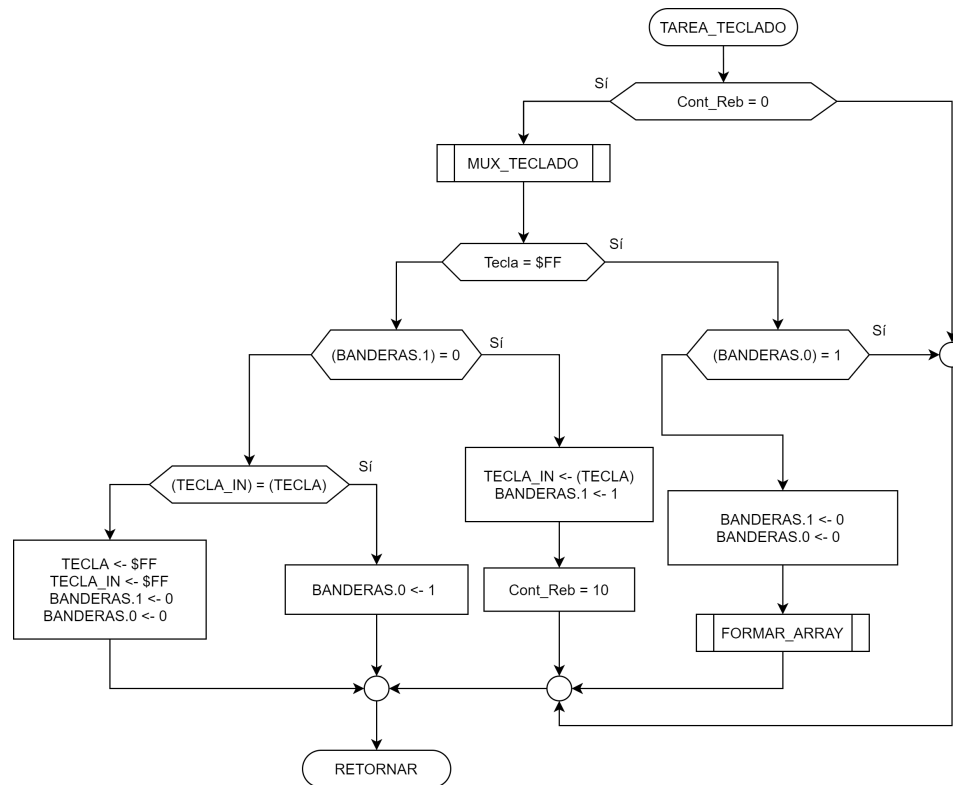 TAREA_TECLADO
Sí
Cont_Reb = 0
MUX_TECLADO
Sí
Tecla = $FF
Sí
(BANDERAS.1) = 0
Sí
(BANDERAS.0) = 1
Sí
(TECLA_IN) = (TECLA)
TECLA_IN <- (TECLA)
BANDERAS.1 <- 1
BANDERAS.1 <- 0
BANDERAS.0 <- 0
TECLA <- $FF
TECLA_IN <- $FF
BANDERAS.1 <- 0
BANDERAS.0 <- 0
BANDERAS.0 <- 1
Cont_Reb = 10
FORMAR_ARRAY
RETORNAR